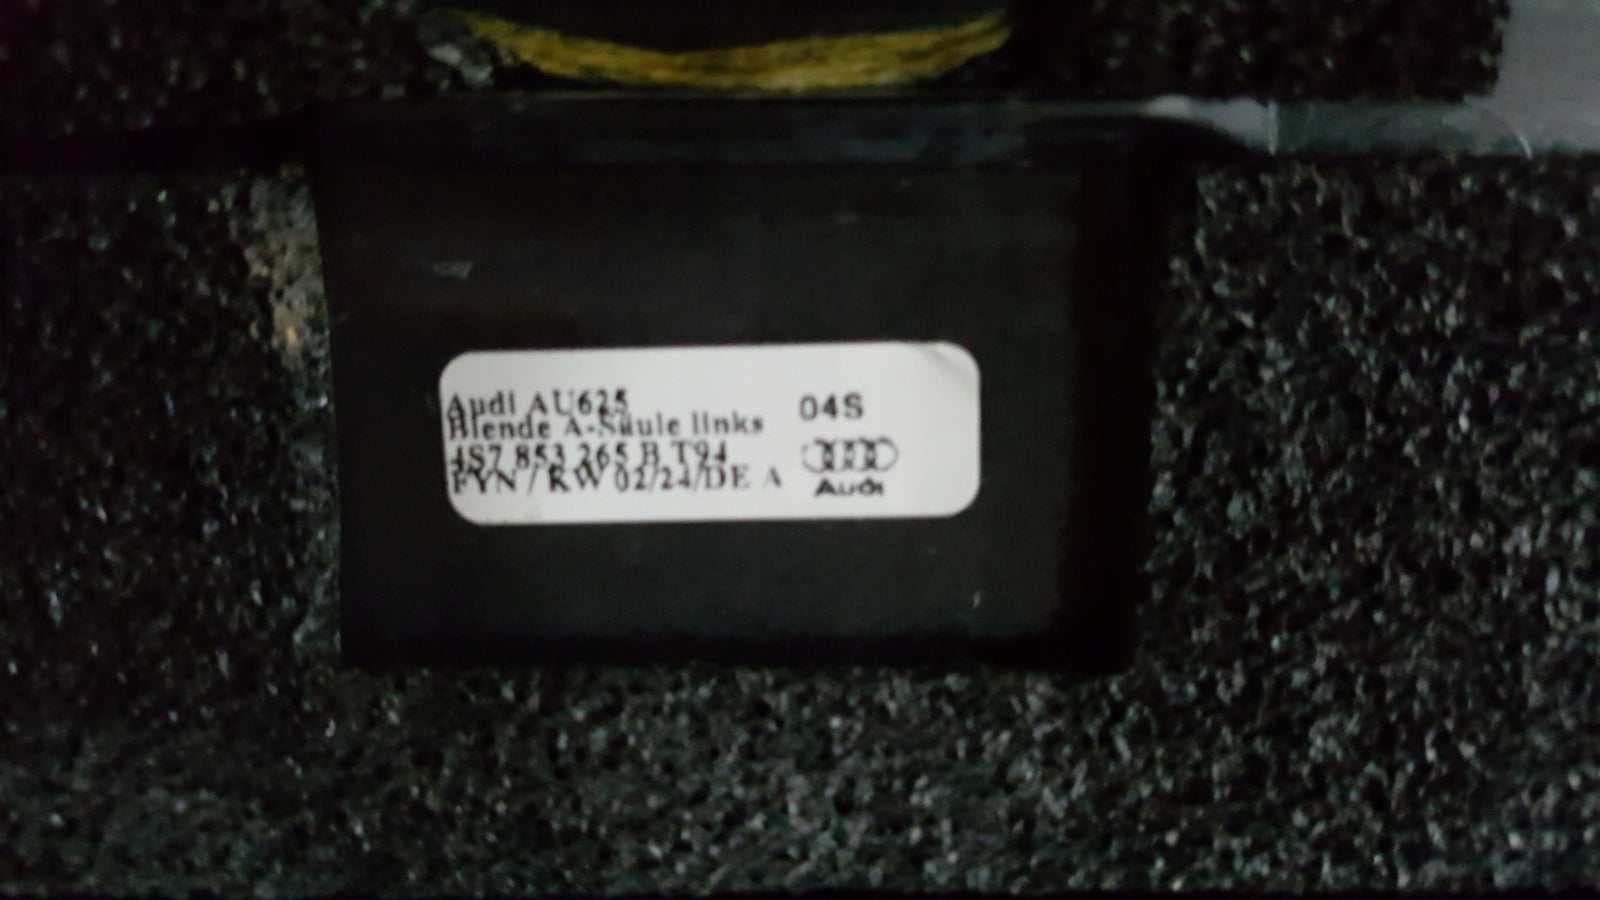 Audi AU625
Blende A-Säule links
4S7 853 265 B T94
FYN / KW 02/24/DE A
04S
Audi